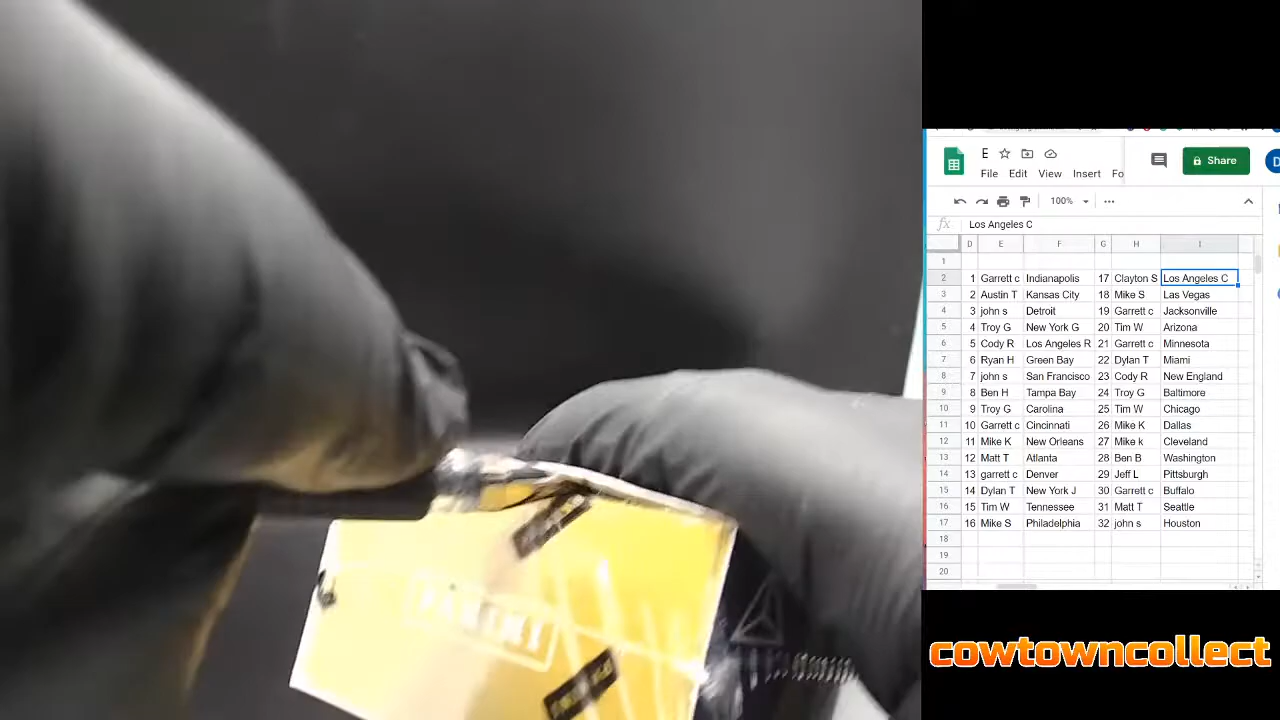 PANINI
E
File Edit View Insert Fo
Share
D
100%
fx Los Angeles C
D E F G H I
1
2 1 Garrett c Indianapolis 17 Clayton S Los Angeles C
3 2 Austin T Kansas City 18 Mike S Las Vegas
4 3 john s Detroit 19 Garrett c Jacksonville
5 4 Troy G New York G 20 Tim W Arizona
6 5 Cody R Los Angeles R 21 Garrett c Minnesota
7 6 Ryan H Green Bay 22 Dylan T Miami
8 7 john s San Francisco 23 Cody R New England
9 8 Ben H Tampa Bay 24 Troy G Baltimore
10 9 Troy G Carolina 25 Tim W Chicago
11 10 Garrett c Cincinnati 26 Mike K Dallas
12 11 Mike K New Orleans 27 Mike k Cleveland
13 12 Matt T Atlanta 28 Ben B Washington
14 13 garrett c Denver 29 Jeff L Pittsburgh
15 14 Dylan T New York J 30 Garrett c Buffalo
16 15 Tim W Tennessee 31 Matt T Seattle
17 16 Mike S Philadelphia 32 john s Houston
18
19
20
cowtowncollect